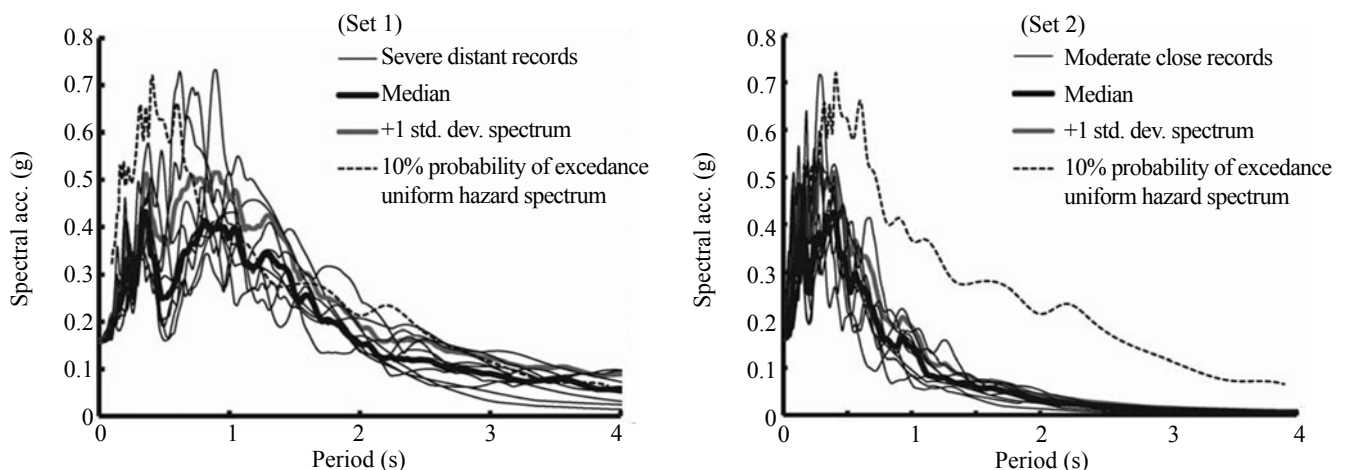 (Set 1)
Severe distant records
Median
+1 std. dev. spectrum
10% probability of excedance
uniform hazard spectrum
Spectral acc. (g)
0.8
0.7
0.6
0.5
0.4
0.3
0.2
0.1
0
0 1 2 3 4
Period (s)
(Set 2)
Moderate close records
Median
+1 std. dev. spectrum
10% probability of excedance
uniform hazard spectrum
Spectral acc. (g)
0.8
0.7
0.6
0.5
0.4
0.3
0.2
0.1
0
0 1 2 3 4
Period (s)